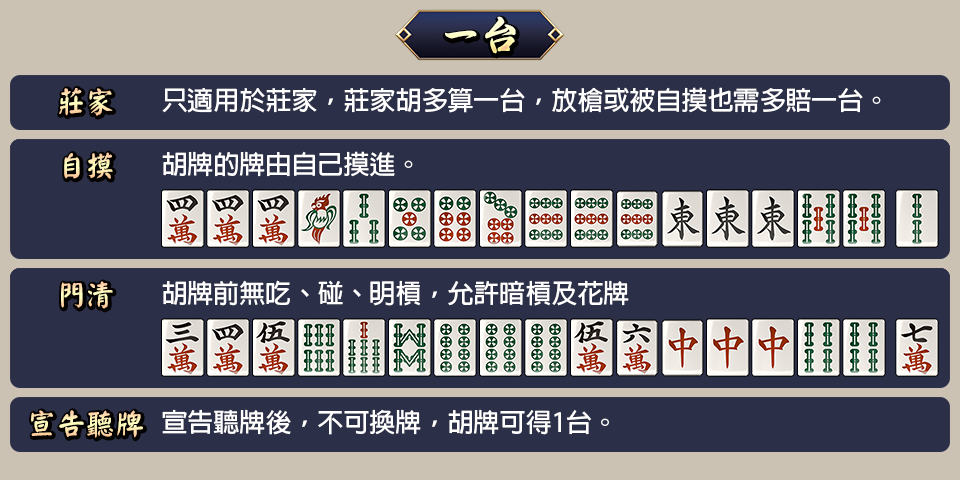 一台
莊家 只適用於莊家，莊家胡多算一台，放槍或被自摸也需多賠一台。
自摸 胡牌的牌由自己摸進。
四萬 四萬 四萬 東 東 東
門清 胡牌前無吃、碰、明槓，允許暗槓及花牌
三萬 四萬 伍萬 伍萬 六萬 中 中 中 七萬
宣告聽牌 宣告聽牌後，不可換牌，胡牌可得1台。